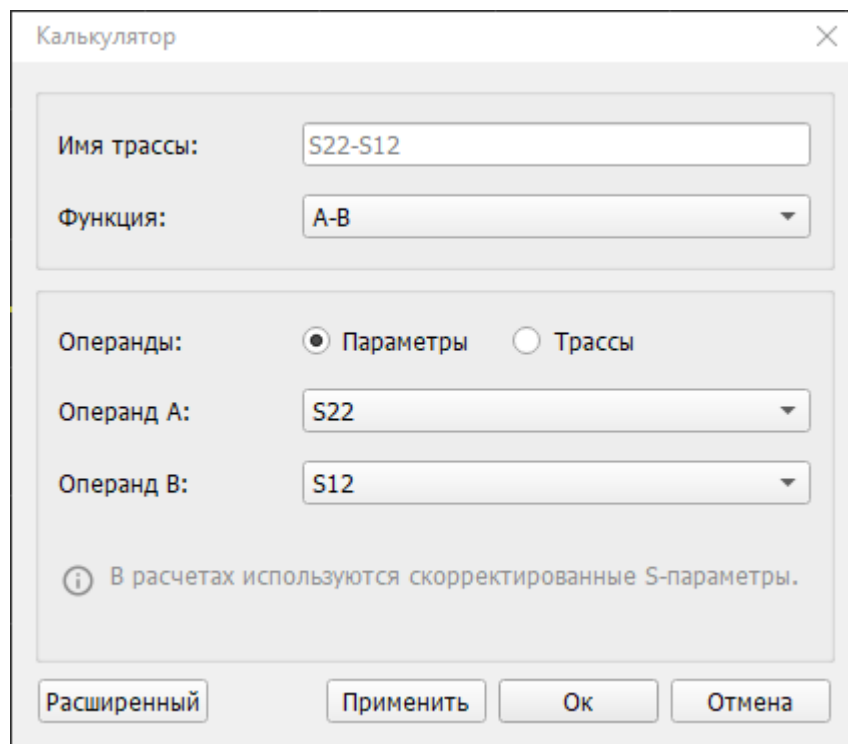 Калькулятор
Имя трассы: S22-S12
Функция: A-B
Операнды: Параметры Трассы
Операнд A: S22
Операнд B: S12
В расчетах используются скорректированные S-параметры.
Расширенный Применить Ок Отмена